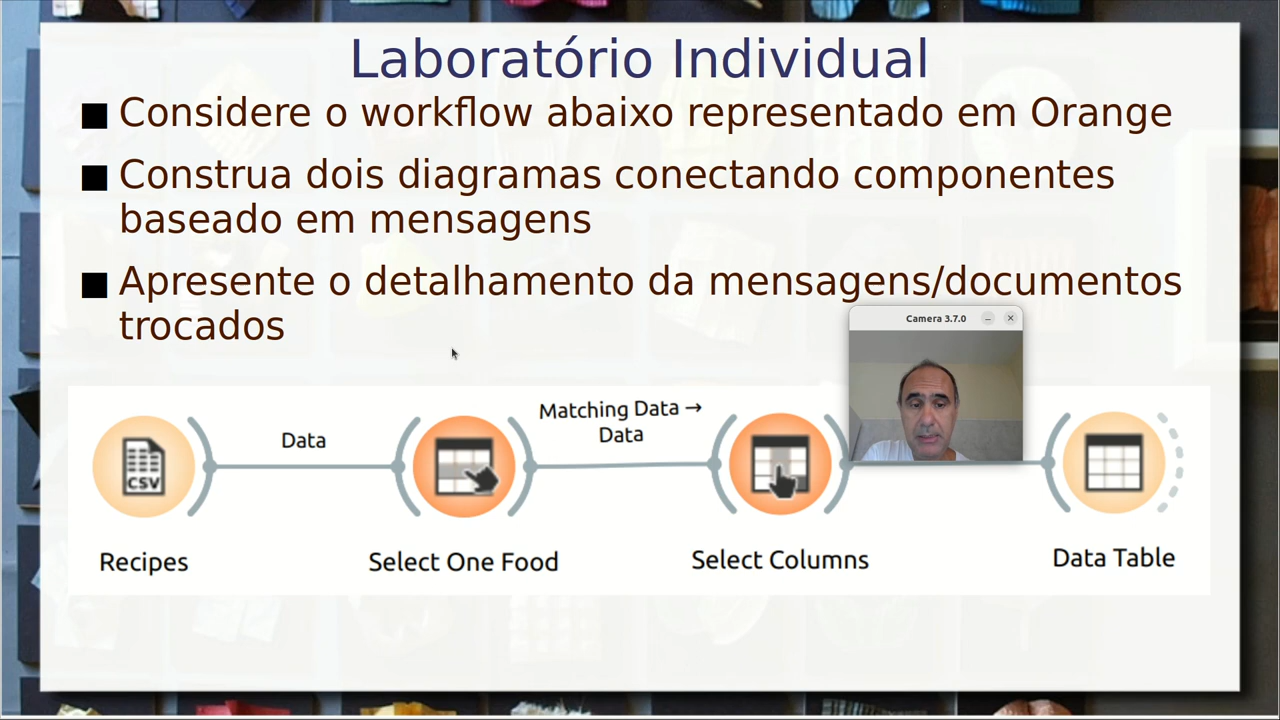 Laboratório Individual
Considere o workflow abaixo representado em Orange
Construa dois diagramas conectando componentes
baseado em mensagens
Apresente o detalhamento da mensagens/documentos
trocados
Camera 3.7.0
Matching Data →
Data
Data
CSV
Recipes
Select One Food
Select Columns
Data Table